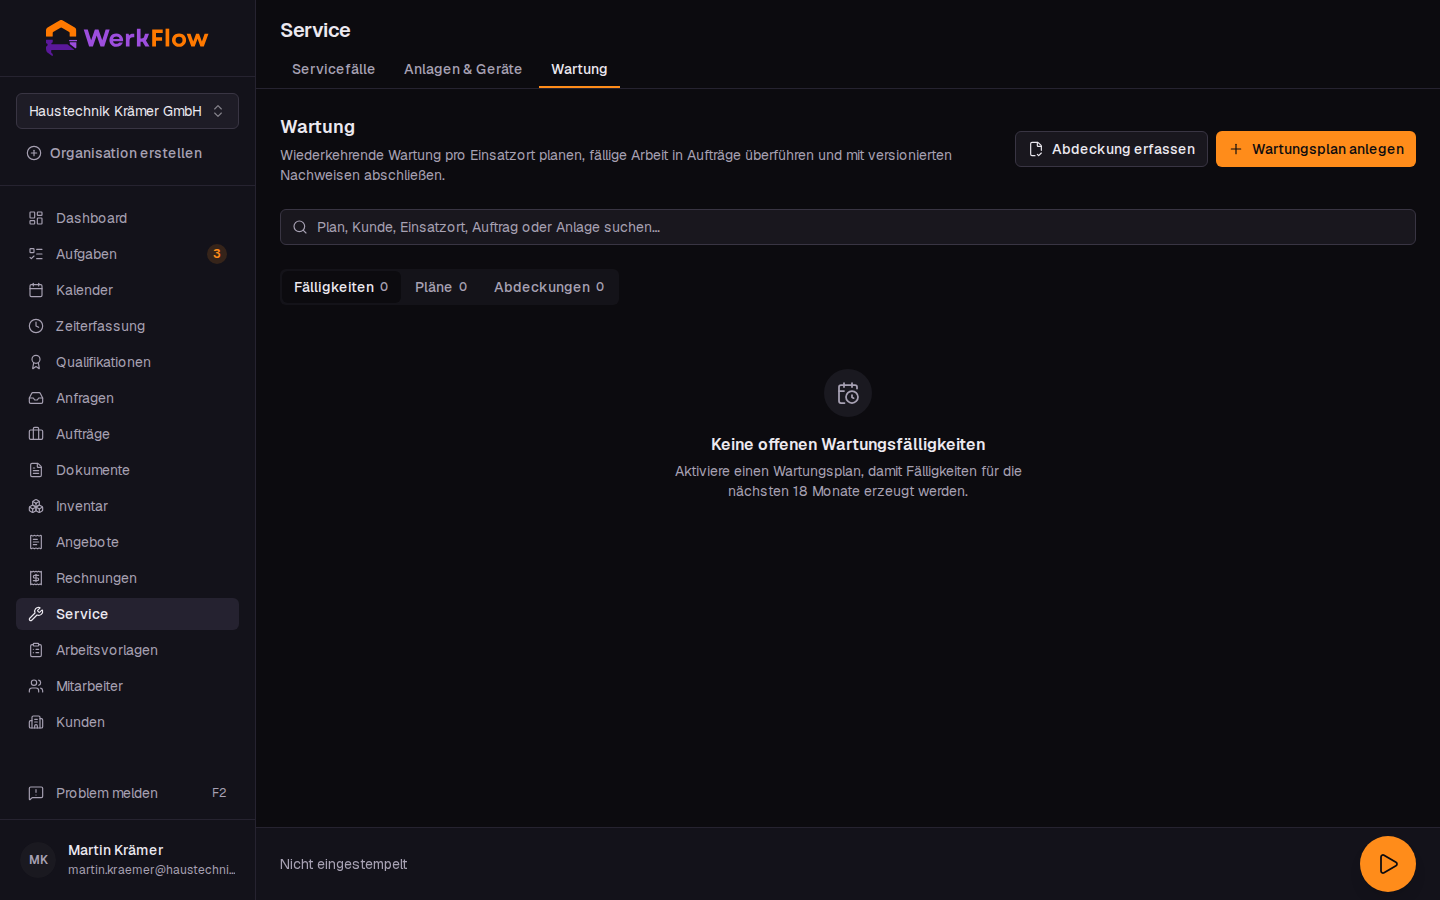 WerkFlow
Haustechnik Krämer GmbH
Organisation erstellen
Dashboard
Aufgaben 3
Kalender
Zeiterfassung
Qualifikationen
Anfragen
Aufträge
Dokumente
Inventar
Angebote
Rechnungen
Service
Arbeitsvorlagen
Mitarbeiter
Kunden
Problem melden F2
MK
Martin Krämer
martin.kraemer@haustechni…
Service
Servicefälle Anlagen & Geräte Wartung
Wartung
Wiederkehrende Wartung pro Einsatzort planen, fällige Arbeit in Aufträge überführen und mit versionierten
Nachweisen abschließen.
Abdeckung erfassen
Wartungsplan anlegen
Plan, Kunde, Einsatzort, Auftrag oder Anlage suchen…
Fälligkeiten 0 Pläne 0 Abdeckungen 0
Keine offenen Wartungsfälligkeiten
Aktiviere einen Wartungsplan, damit Fälligkeiten für die
nächsten 18 Monate erzeugt werden.
Nicht eingestempelt